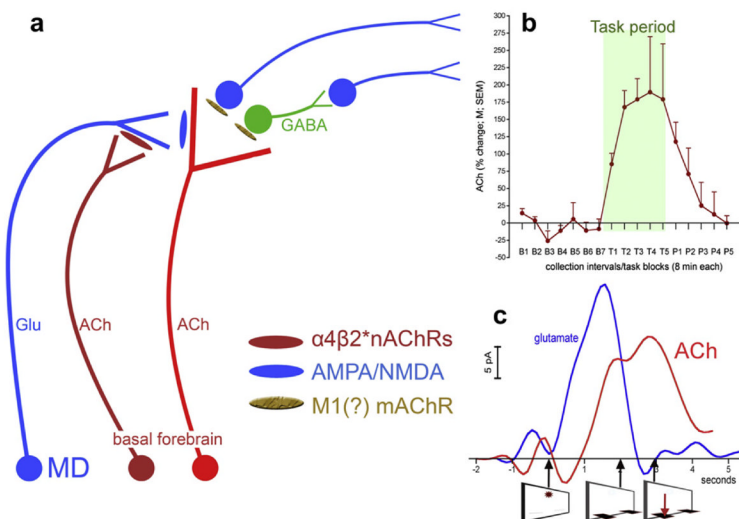 a
GABA
Glu
ACh
ACh
α4β2*nAChRs
AMPA/NMDA
M1(?) mAChR
basal forebrain
MD
b
Task period
ACh (% change; M; SEM)
300
275
250
225
200
175
150
125
100
75
50
25
0
-25
-50
B1 B2 B3 B4 B5 B6 B7 T1 T2 T3 T4 T5 P1 P2 P3 P4 P5
collection intervals/task blocks (8 min each)
c
glutamate
ACh
5 pA
-2 -1 1 2 3 4 5
seconds